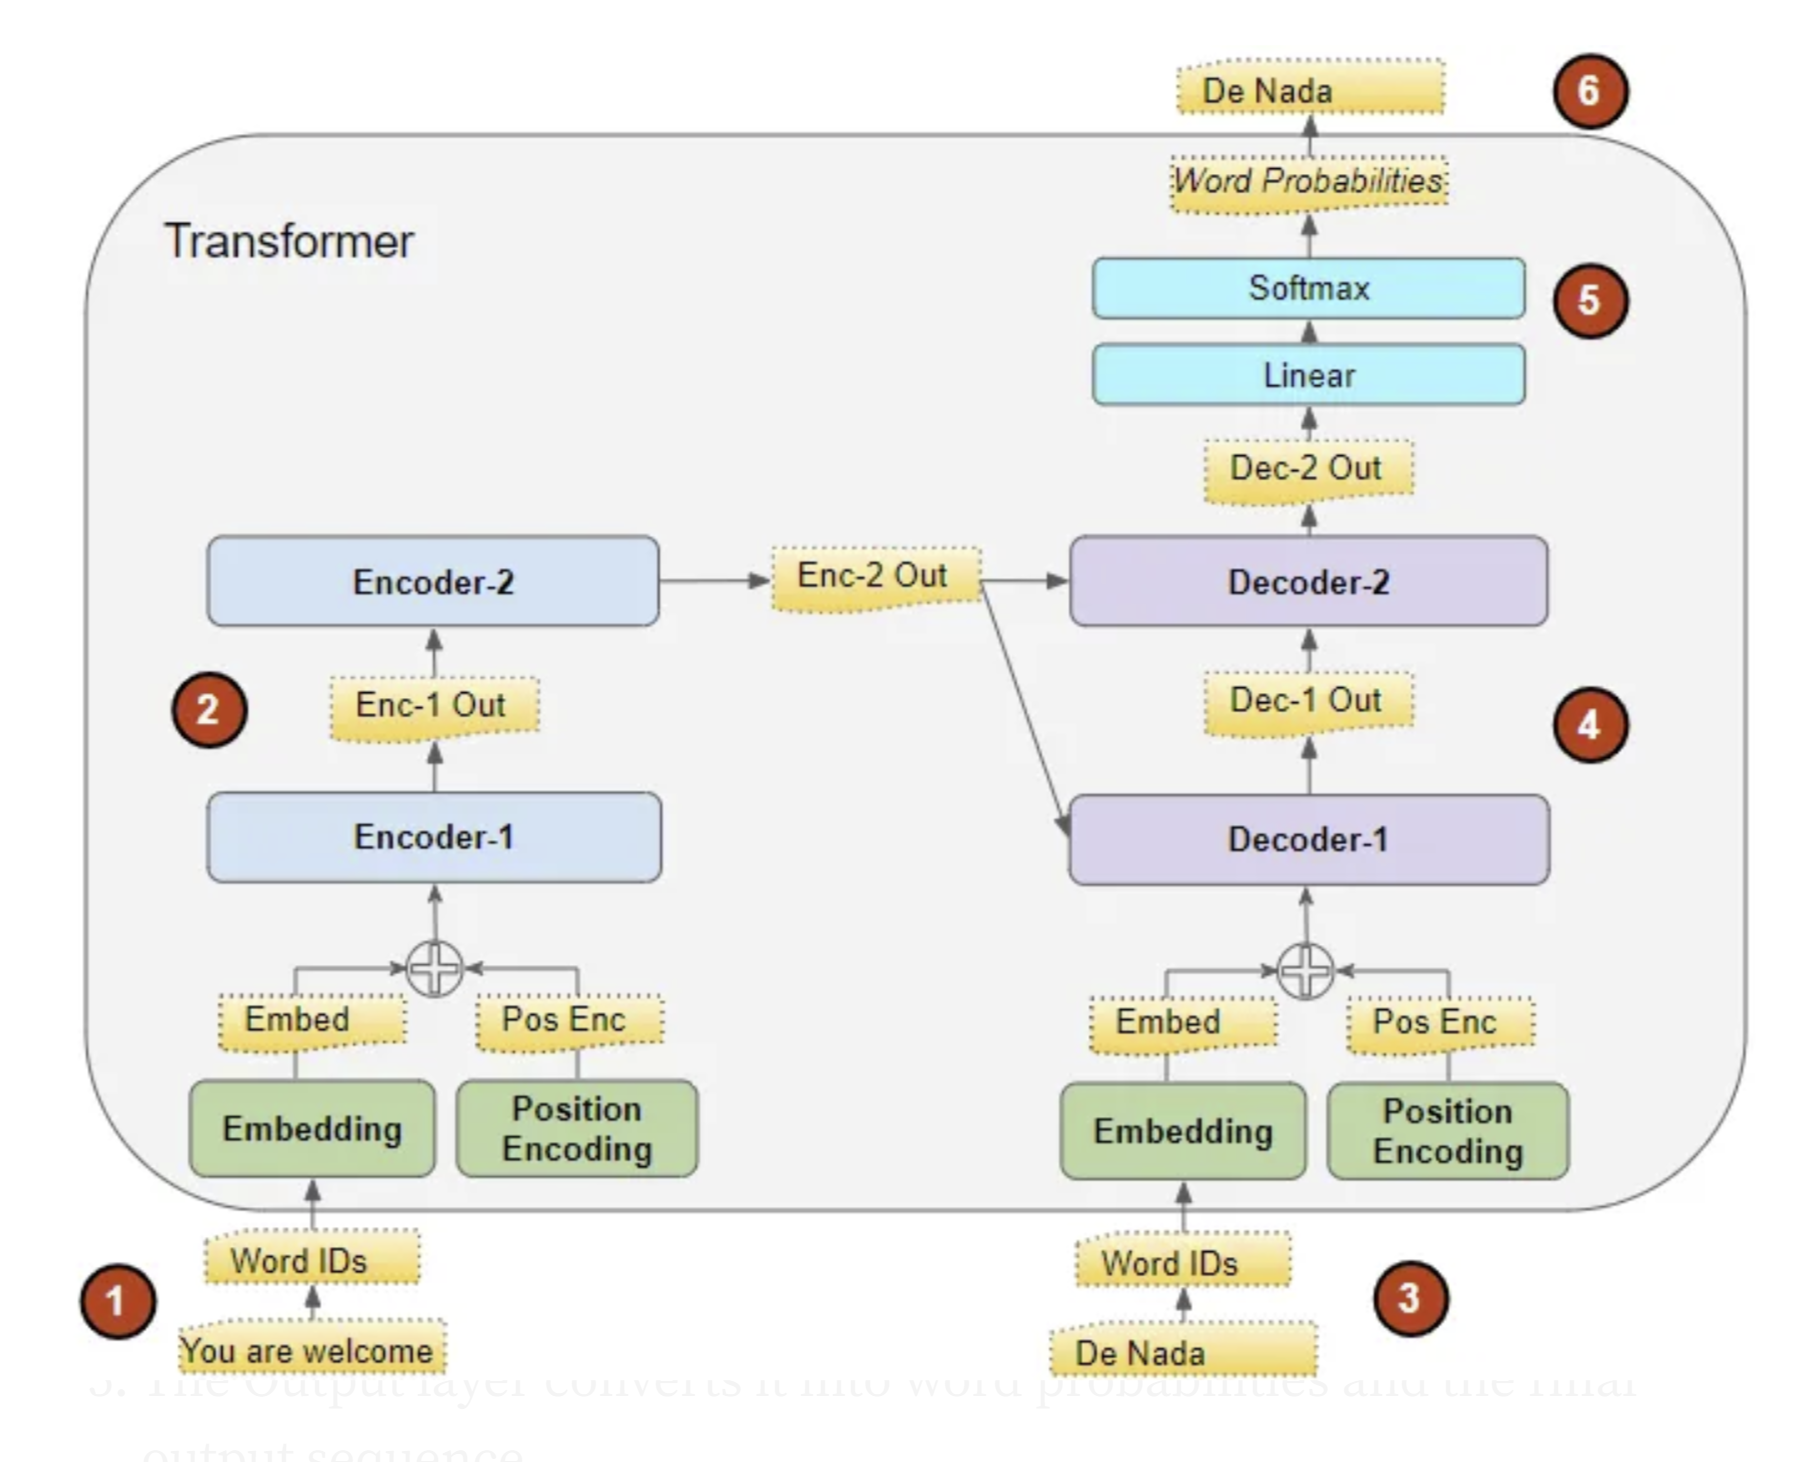 De Nada
6
Word Probabilities
Transformer
Softmax
5
Linear
Dec-2 Out
Encoder-2
Enc-2 Out
Decoder-2
2
Enc-1 Out
Dec-1 Out
4
Encoder-1
Decoder-1
Embed
Pos Enc
Embed
Pos Enc
Embedding
Position
Encoding
Embedding
Position
Encoding
1
Word IDs
You are welcome
Word IDs
3
De Nada
5. The Output layer converts it into word probabilities and the final
output sequence